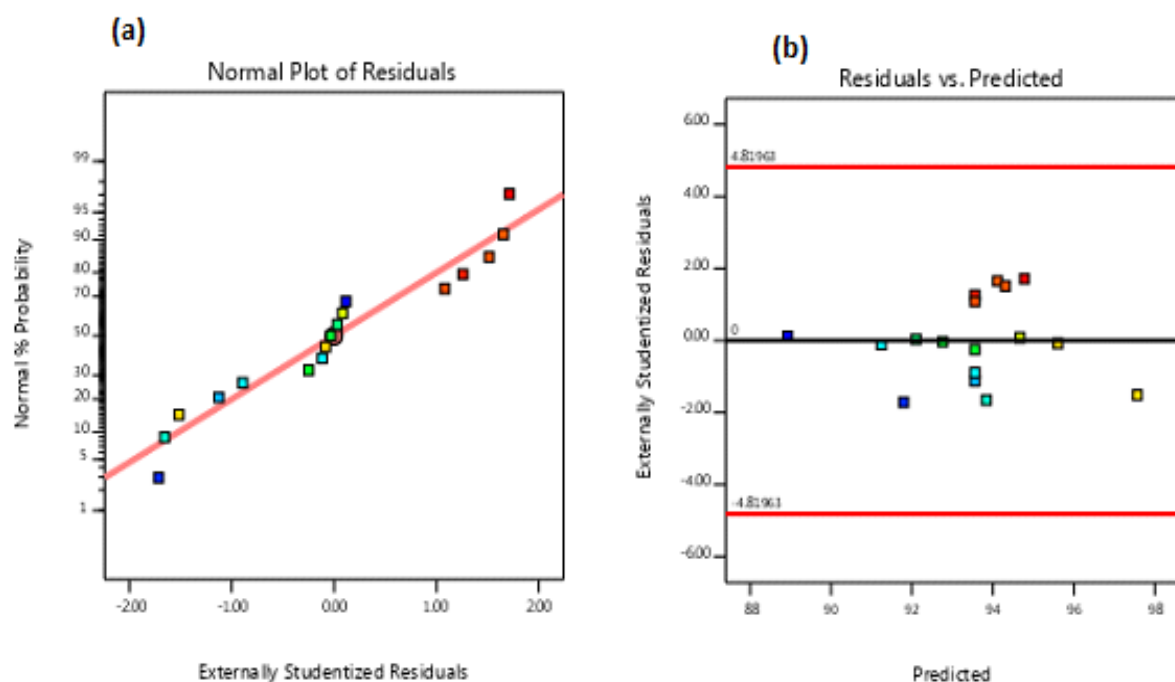 (a)
Normal Plot of Residuals
Normal % Probability
99
95
90
80
70
50
30
20
10
5
1
-2.00 -1.00 0.00 1.00 2.00
Externally Studentized Residuals
(b)
Residuals vs. Predicted
Externally Studentized Residuals
6.00
4.81963
4.00
2.00
0
0.00
-2.00
-4.00
-4.81963
-6.00
88 90 92 94 96 98
Predicted